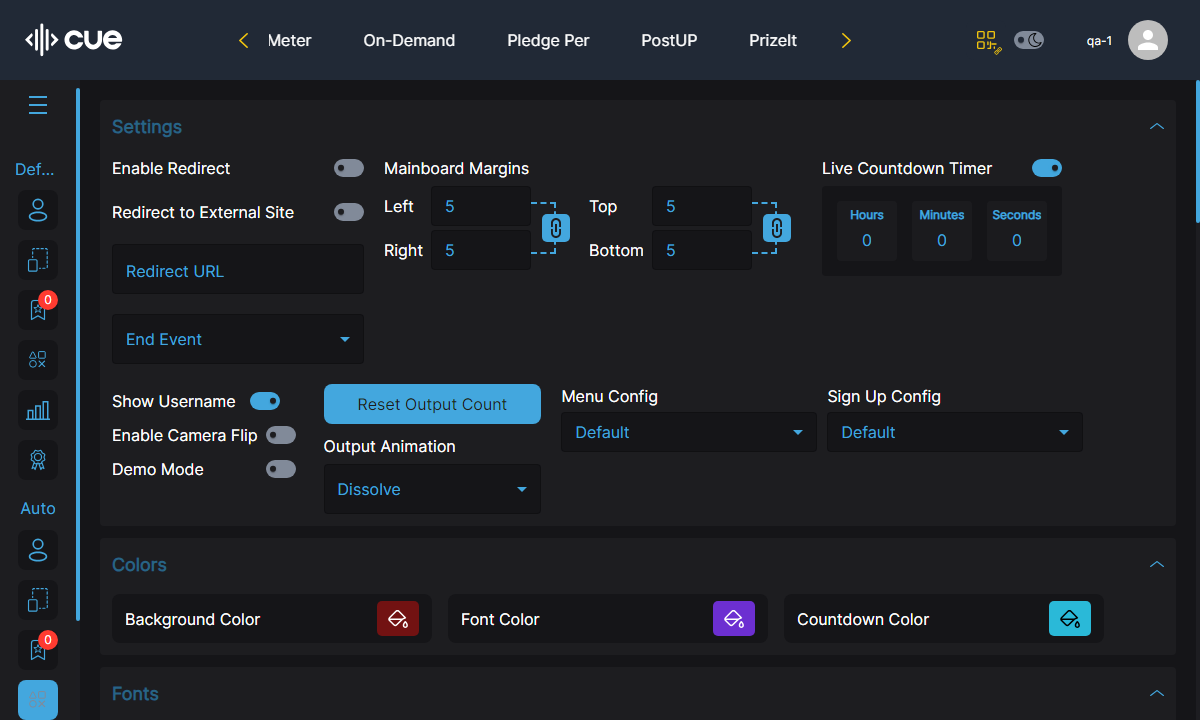 cue
Meter
On-Demand
Pledge Per
PostUP
PrizeIt
qa-1
Def...
0
Auto
0
Settings
Enable Redirect
Redirect to External Site
Redirect URL
End Event
Mainboard Margins
Left
5
Right
5
Top
5
Bottom
5
Live Countdown Timer
Hours
0
Minutes
0
Seconds
0
Show Username
Enable Camera Flip
Demo Mode
Reset Output Count
Output Animation
Dissolve
Menu Config
Default
Sign Up Config
Default
Colors
Background Color
Font Color
Countdown Color
Fonts